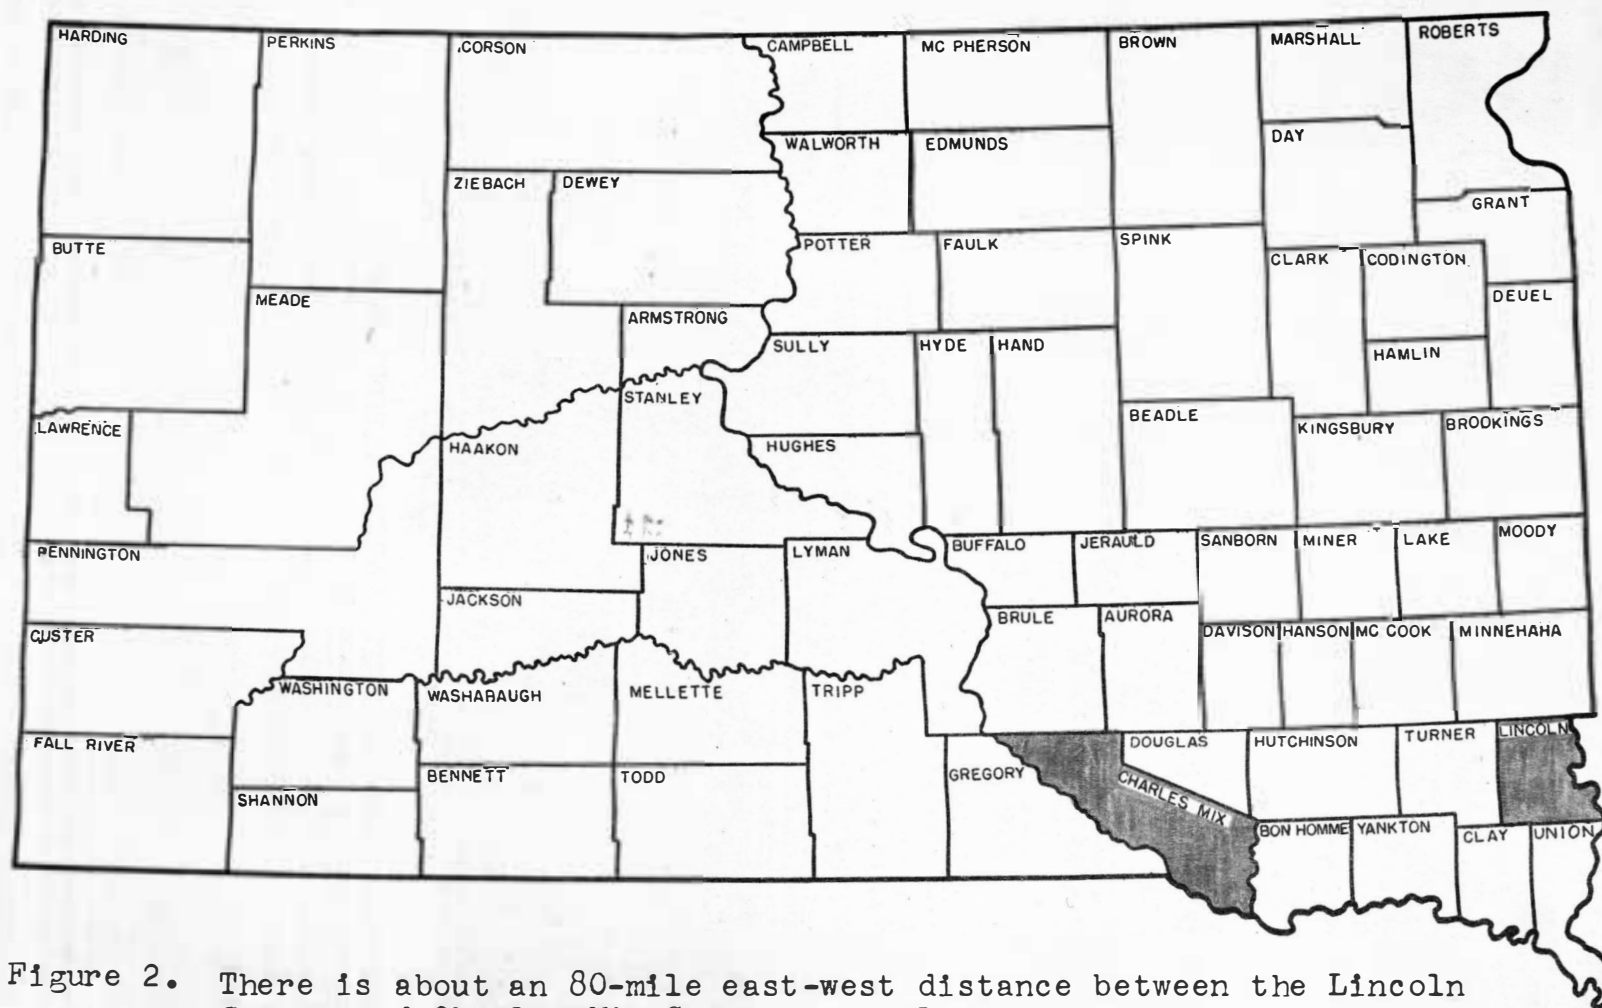 HARDING
PERKINS
CORSON
CAMPBELL
MC PHERSON
BROWN
MARSHALL
ROBERTS
WALWORTH
EDMUNDS
DAY
ZIEBACH
DEWEY
GRANT
BUTTE
POTTER
FAULK
SPINK
CLARK
CODINGTON
MEADE
DEUEL
ARMSTRONG
SULLY
HYDE
HAND
HAMLIN
STANLEY
LAWRENCE
BEADLE
KINGSBURY
BROOKINGS
HAAKON
HUGHES
PENNINGTON
JONES
LYMAN
BUFFALO
JERAULD
SANBORN
MINER
LAKE
MOODY
JACKSON
CUSTER
BRULE
AURORA
DAVISON
HANSON
MC COOK
MINNEHAHA
WASHINGTON
WASHABAUGH
MELLETTE
TRIPP
FALL RIVER
DOUGLAS
HUTCHINSON
TURNER
LINCOLN
BENNETT
TODD
GREGORY
CHARLES MIX
SHANNON
BON HOMME
YANKTON
CLAY
UNION
Figure 2. There is about an 80-mile east-west distance between the Lincoln